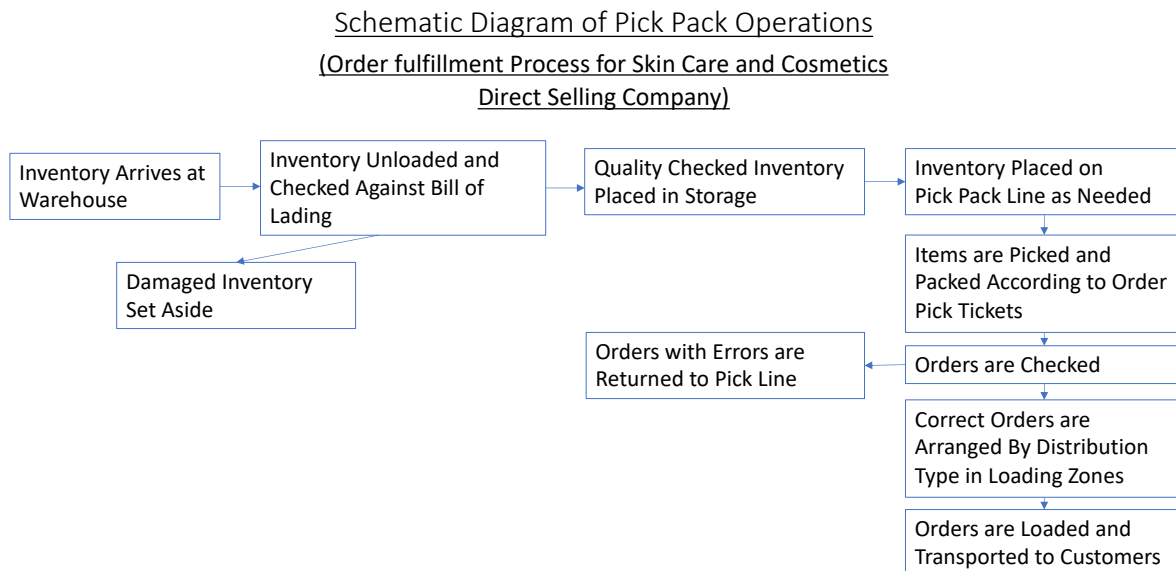 Schematic Diagram of Pick Pack Operations
(Order fulfillment Process for Skin Care and Cosmetics
Direct Selling Company)
Inventory Arrives at
Warehouse
Inventory Unloaded and
Checked Against Bill of
Lading
Quality Checked Inventory
Placed in Storage
Inventory Placed on
Pick Pack Line as Needed
Damaged Inventory
Set Aside
Items are Picked and
Packed According to Order
Pick Tickets
Orders with Errors are
Returned to Pick Line
Orders are Checked
Correct Orders are
Arranged By Distribution
Type in Loading Zones
Orders are Loaded and
Transported to Customers